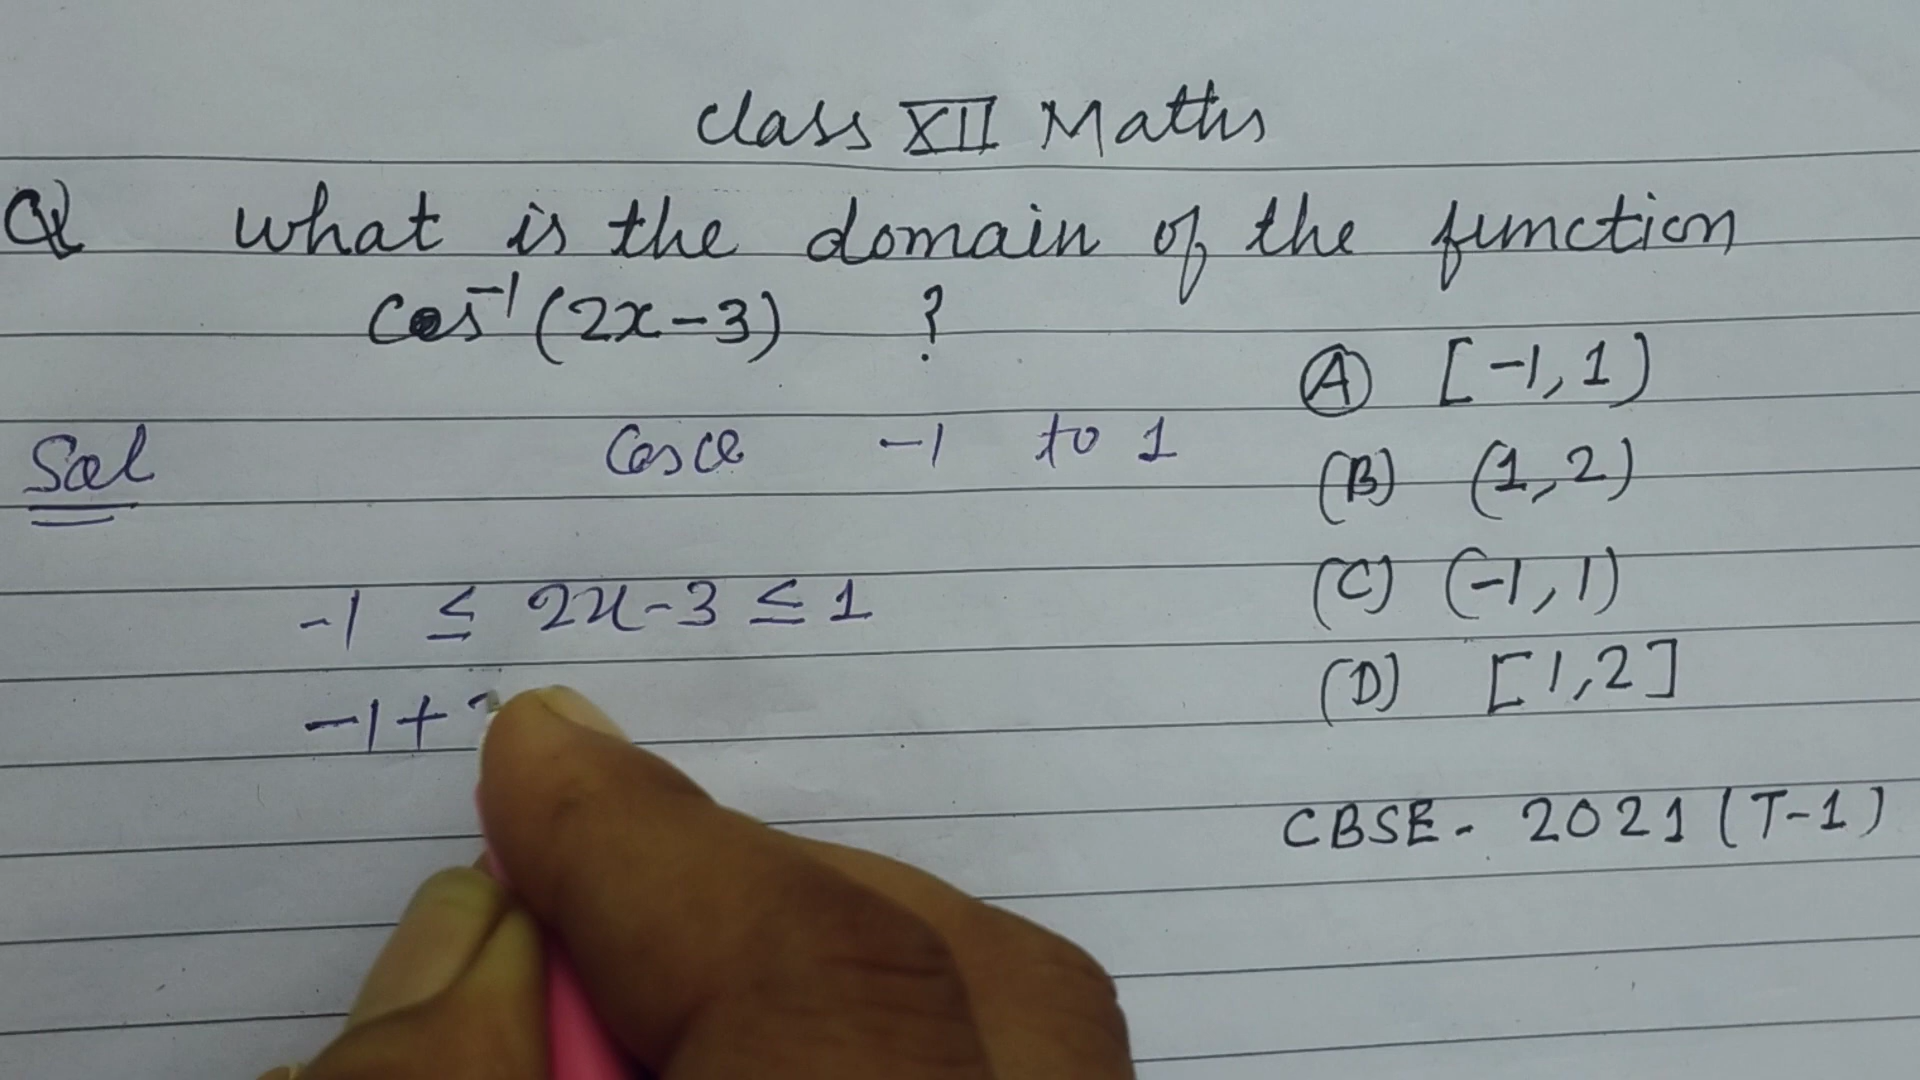 Class XII Maths
Q What is the domain of the function
Cos⁻¹(2x-3) ?
(A) [-1,1)
(B) (1,2)
(C) (-1,1)
(D) [1,2]
Sol -1 to 1
-1 ≤ 2x-3 ≤ 1
-1+
CBSE- 2021 (T-1)